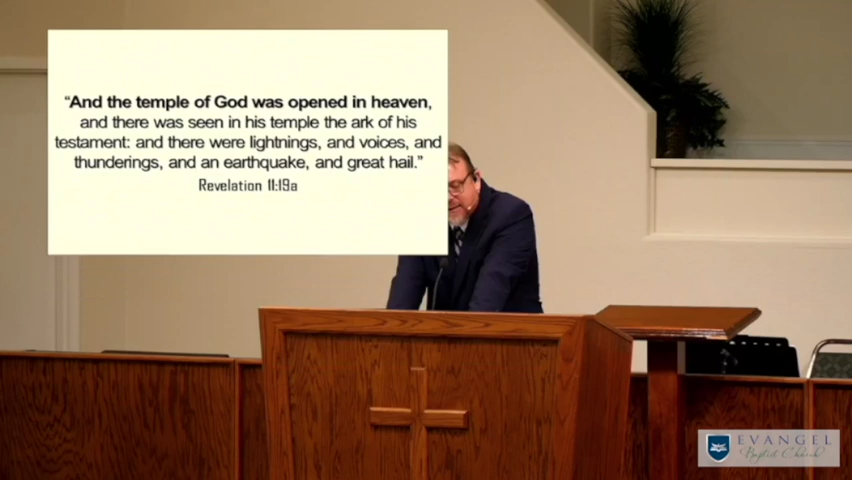 “And the temple of God was opened in heaven,
and there was seen in his temple the ark of his
testament: and there were lightnings, and voices, and
thunderings, and an earthquake, and great hail.”
Revelation 11:19a
EVANGEL
Baptist Church